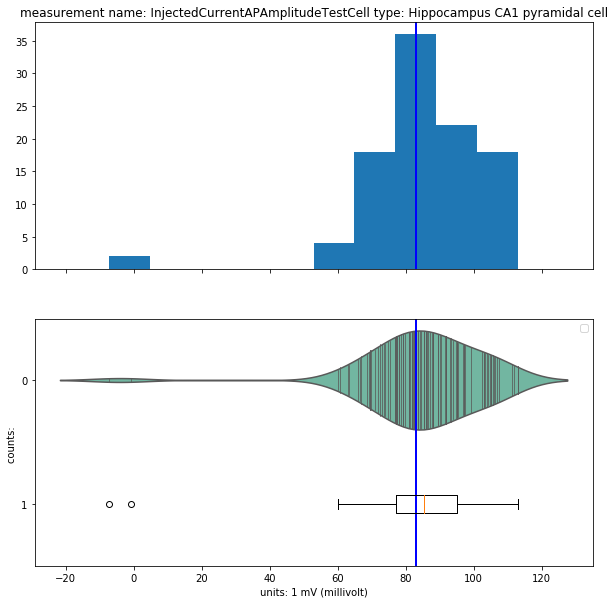 measurement name: InjectedCurrentAPAmplitudeTestCell type: Hippocampus CA1 pyramidal cell
35
30
25
20
15
10
5
0
0
counts:
1
−20 0 20 40 60 80 100 120
units: 1 mV (millivolt)